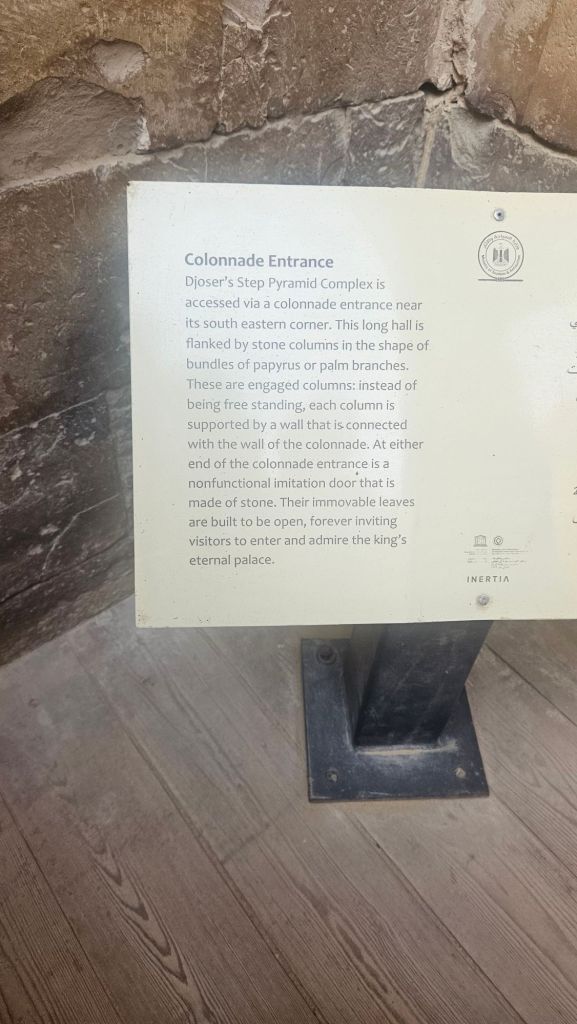 Colonnade Entrance
Djoser's Step Pyramid Complex is
accessed via a colonnade entrance near
its south eastern corner. This long hall is
flanked by stone columns in the shape of
bundles of papyrus or palm branches.
These are engaged columns: instead of
being free standing, each column is
supported by a wall that is connected
with the wall of the colonnade. At either
end of the colonnade entrance is a
nonfunctional imitation door that is
made of stone. Their immovable leaves
are built to be open, forever inviting
visitors to enter and admire the king's
eternal palace.
INERTIA